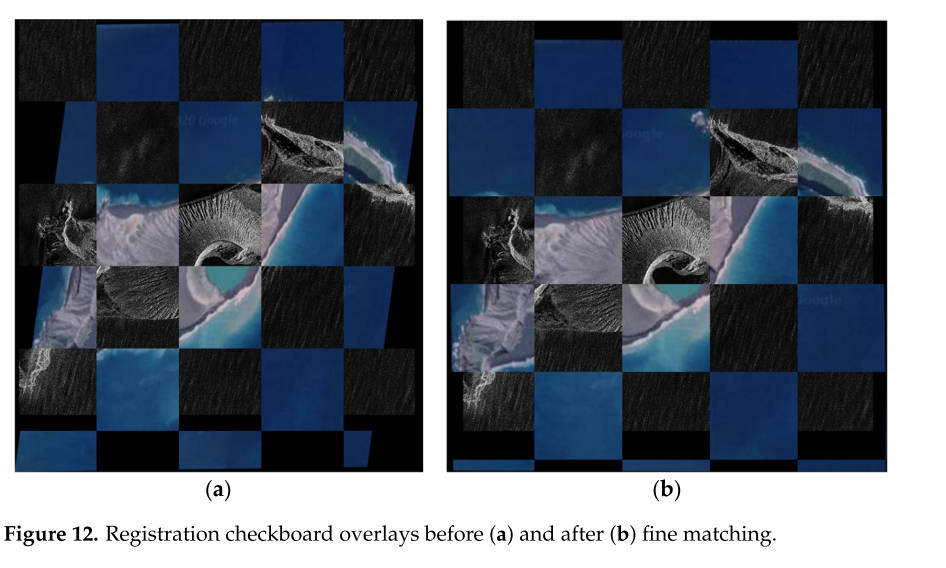 20 Google
Google
Google
(a)
(b)
Figure 12. Registration checkboard overlays before (a) and after (b) fine matching.